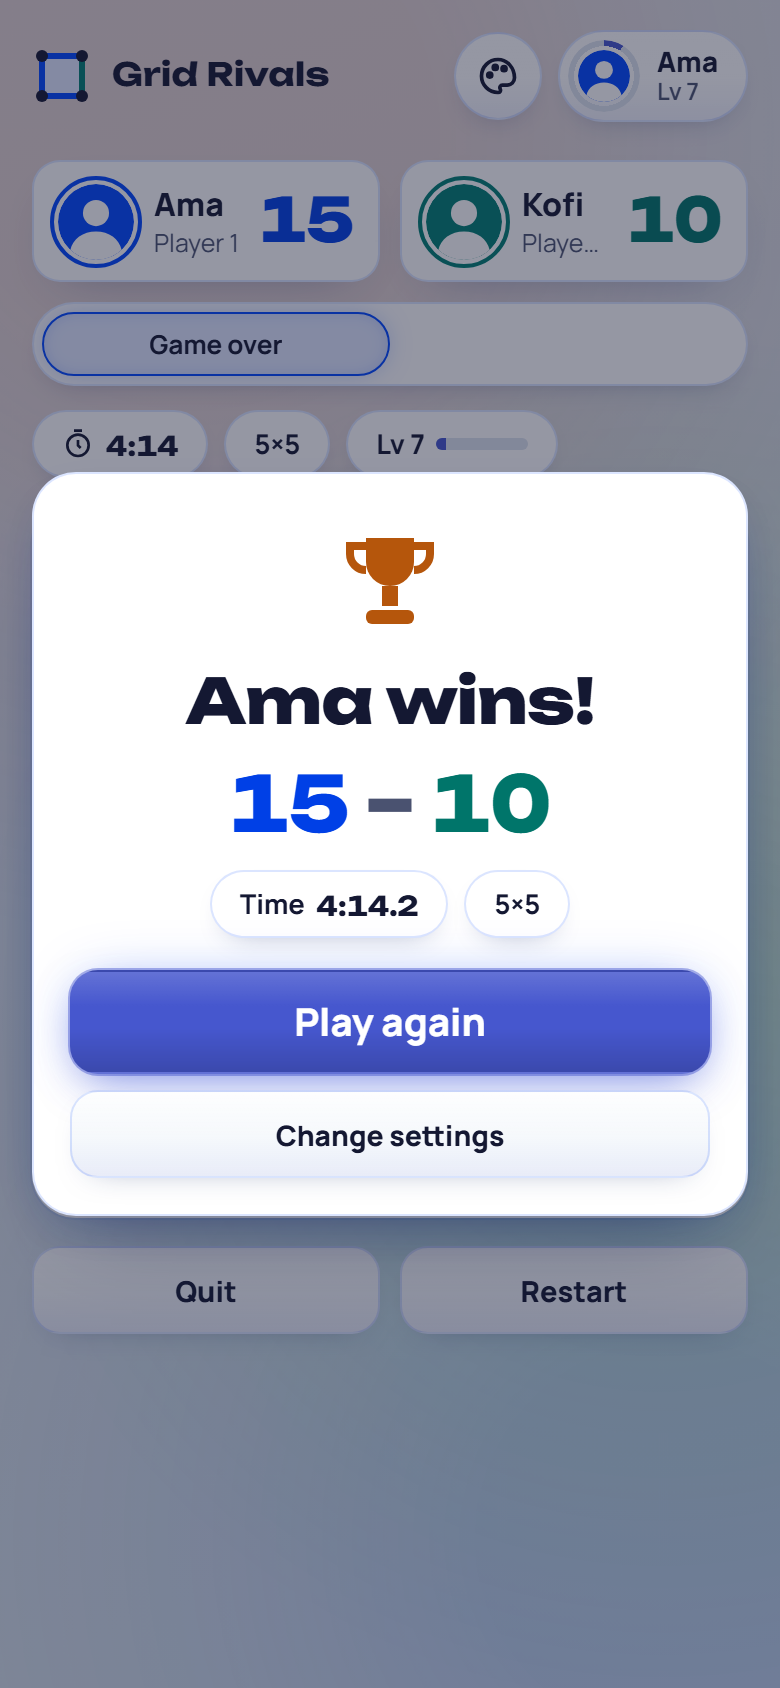 Grid Rivals
Ama
Lv 7
Ama
Player 1
15
Kofi
Playe...
10
Game over
4:14
5×5
Lv 7
Ama wins!
15 – 10
Time 4:14.2
5×5
Play again
Change settings
Quit
Restart